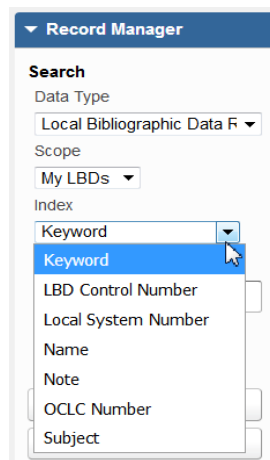 Record Manager
Search
Data Type
Local Bibliographic Data R
Scope
My LBDs
Index
Keyword
Keyword
LBD Control Number
Local System Number
Name
Note
OCLC Number
Subject